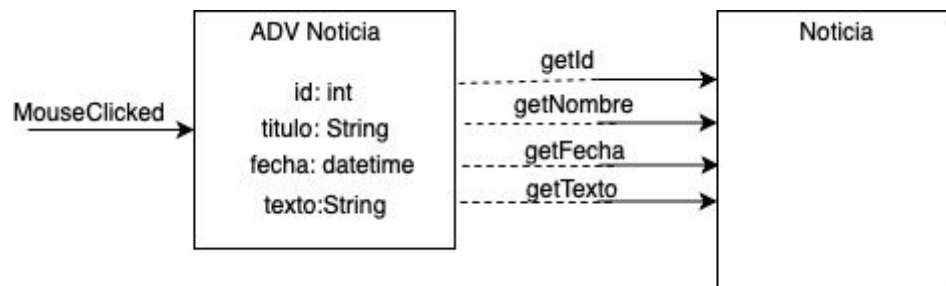 ADV Noticia
Noticia
getId
id: int
MouseClicked
getNombre
titulo: String
getFecha
fecha: datetime
getTexto
texto:String